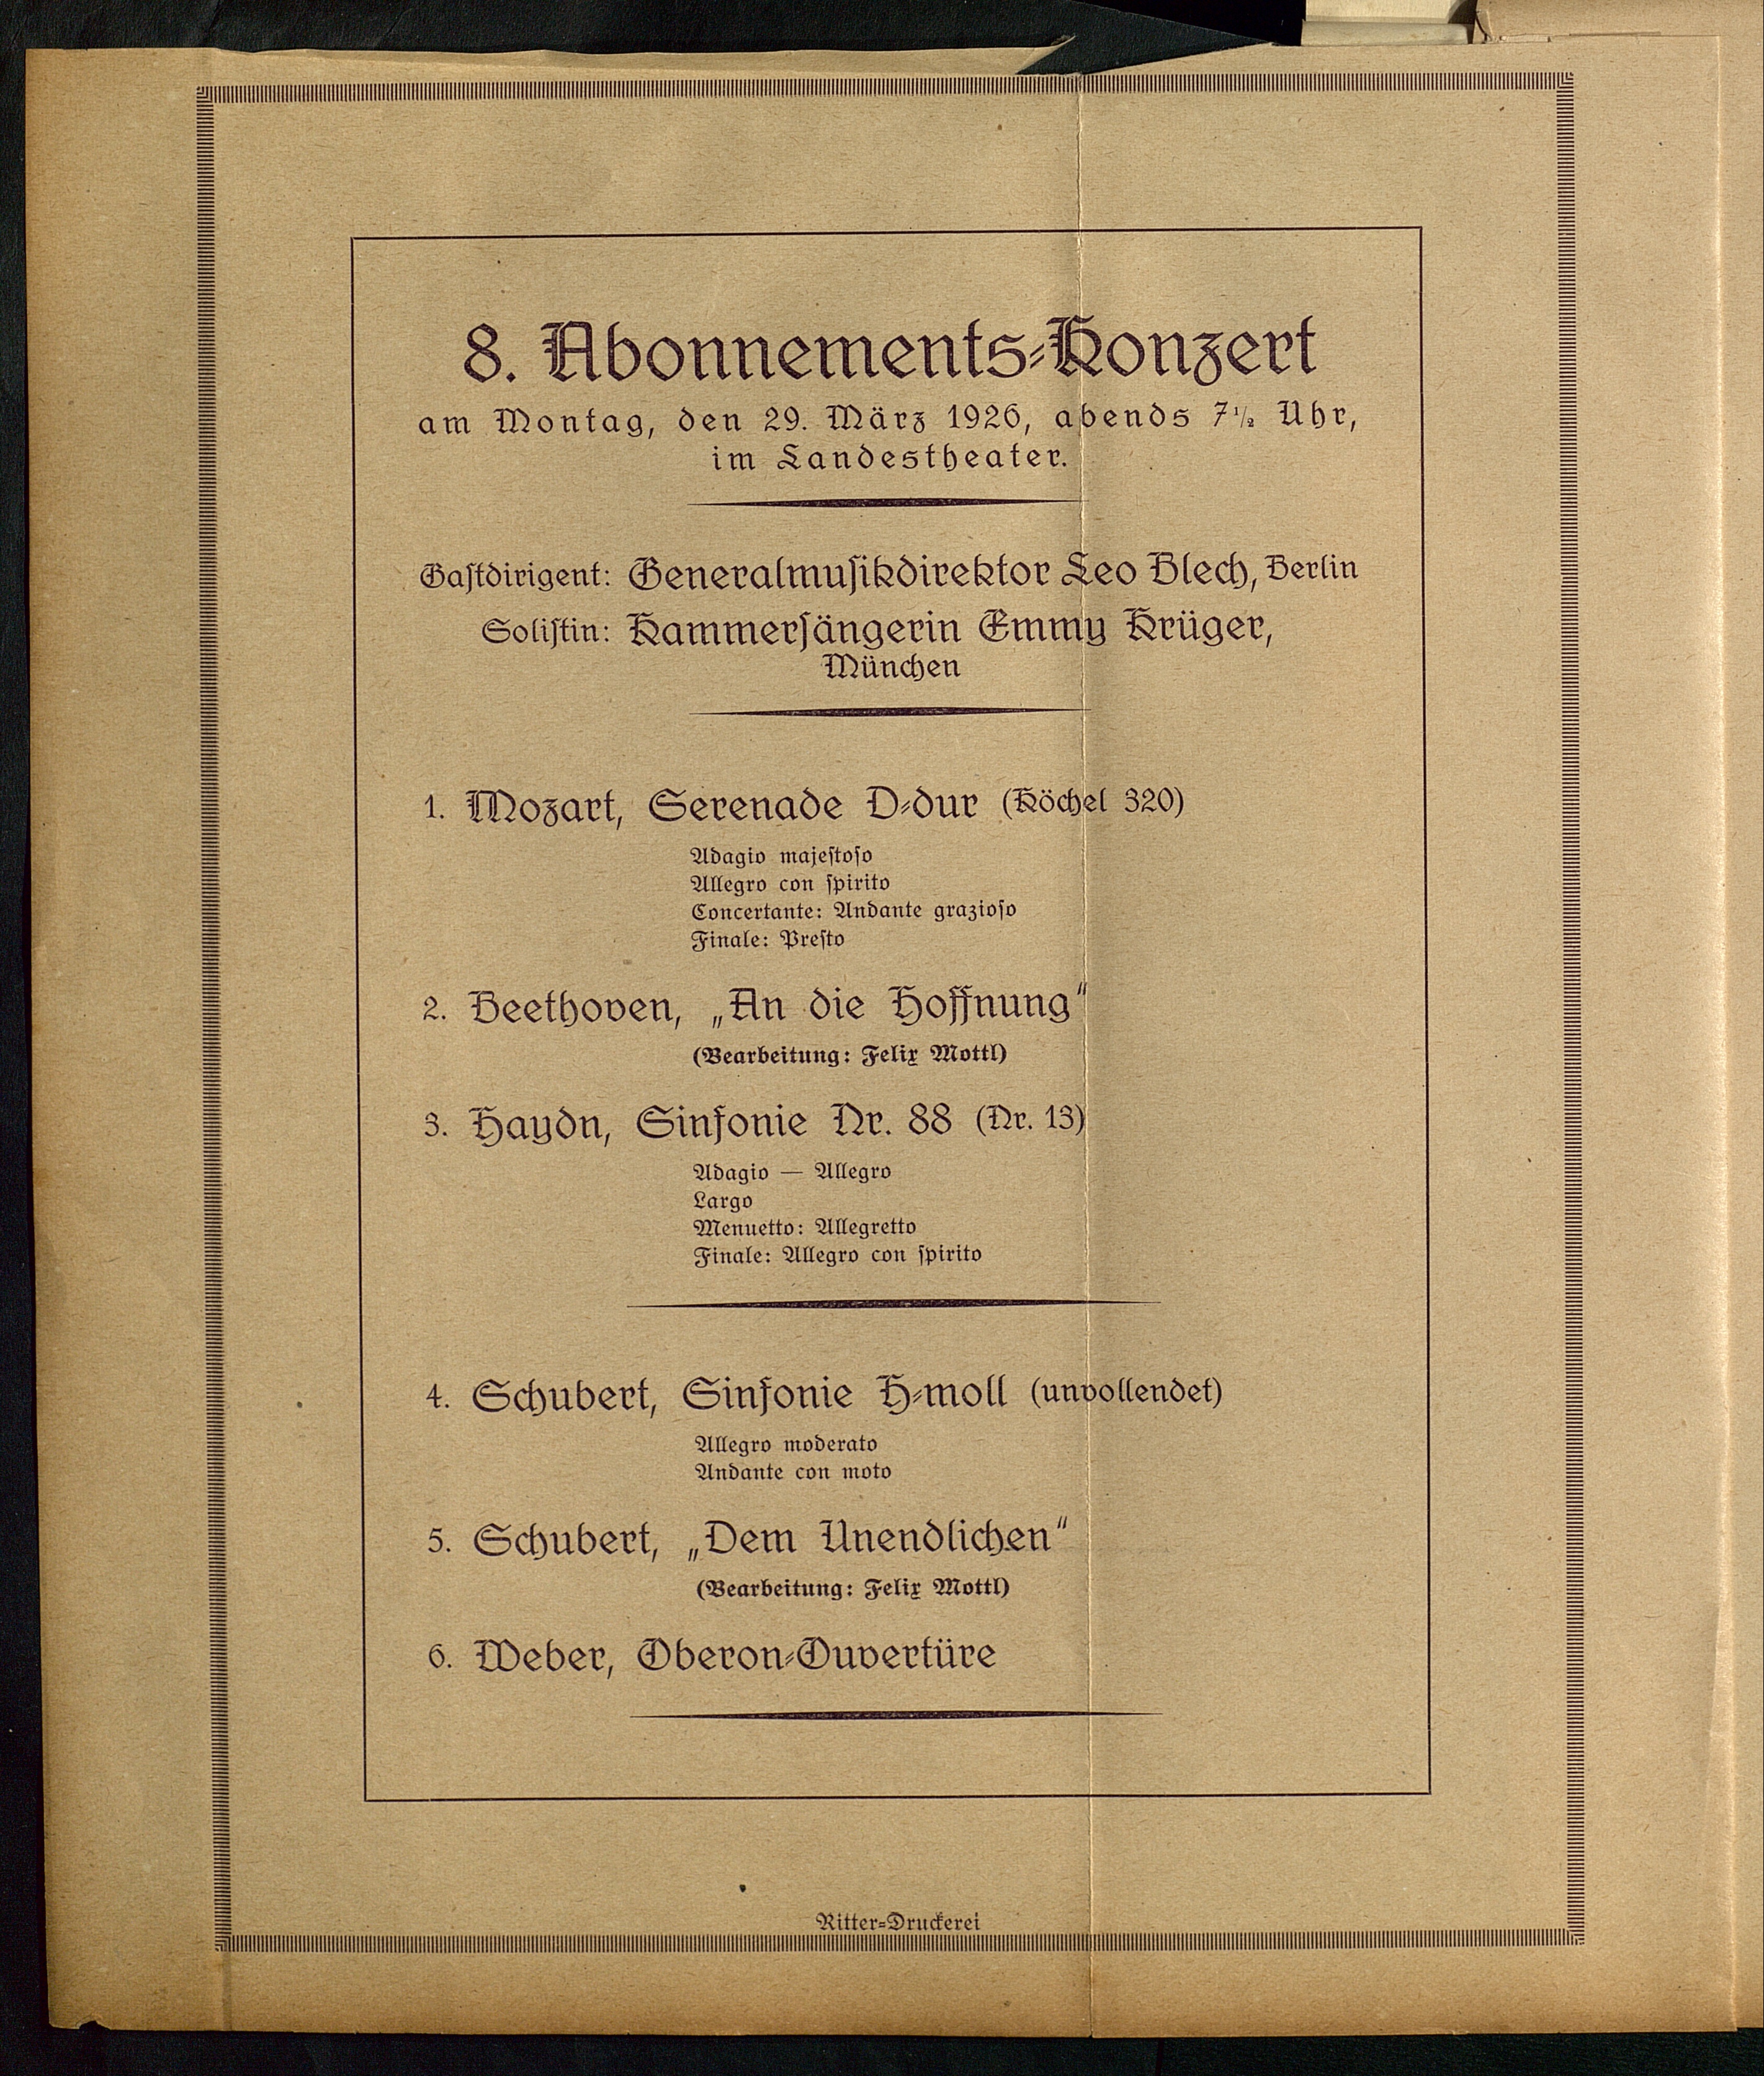 8. Abonnements-Konzert
am Montag, den 29. März 1926, abends 7 1/2 Uhr,
im Landestheater.
Gastdirigent: Generalmusikdirektor Leo Blech, Berlin
Solistin: Kammersängerin Emmy Krüger,
München
1. Mozart, Serenade D-dur (Köchel 320)
Adagio majestoso
Allegro con spirito
Concertante: Andante grazioso
Finale: Presto
2. Beethoven, „An die Hoffnung“
(Bearbeitung: Felix Mottl)
3. Haydn, Sinfonie Nr. 88 (Nr. 13)
Adagio — Allegro
Largo
Menuetto: Allegretto
Finale: Allegro con spirito
4. Schubert, Sinfonie H-moll (unvollendet)
Allegro moderato
Andante con moto
5. Schubert, „Dem Unendlichen“
(Bearbeitung: Felix Mottl)
6. Weber, Oberon-Ouvertüre
Ritter-Druckerei